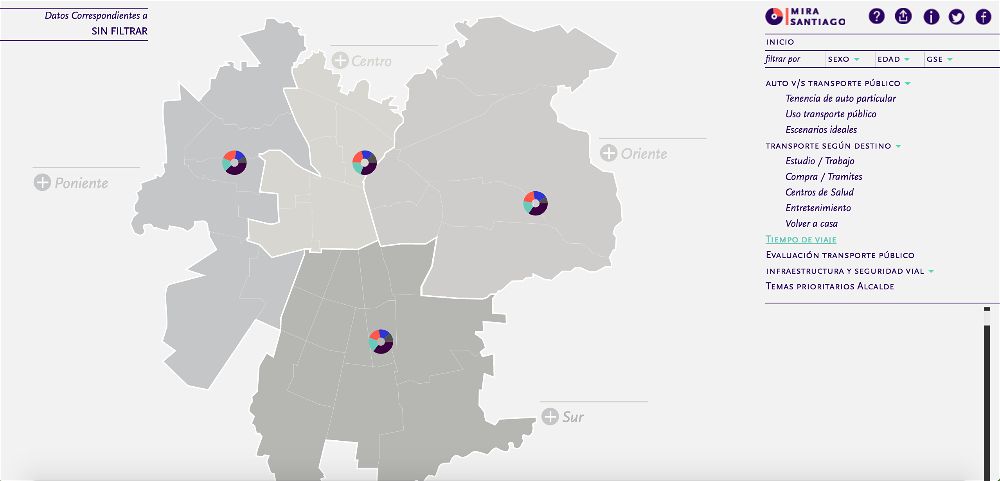 Datos Correspondientes a
SIN FILTRAR
Centro
Oriente
Poniente
Sur
MIRA
SANTIAGO
INICIO
filtrar por SEXO EDAD GSE
AUTO V/S TRANSPORTE PÚBLICO
Tenencia de auto particular
Uso transporte público
Escenarios ideales
TRANSPORTE SEGÚN DESTINO
Estudio / Trabajo
Compra / Tramites
Centros de Salud
Entretenimiento
Volver a casa
TIEMPO DE VIAJE
EVALUACIÓN TRANSPORTE PÚBLICO
INFRAESTRUCTURA Y SEGURIDAD VIAL
TEMAS PRIORITARIOS ALCALDE